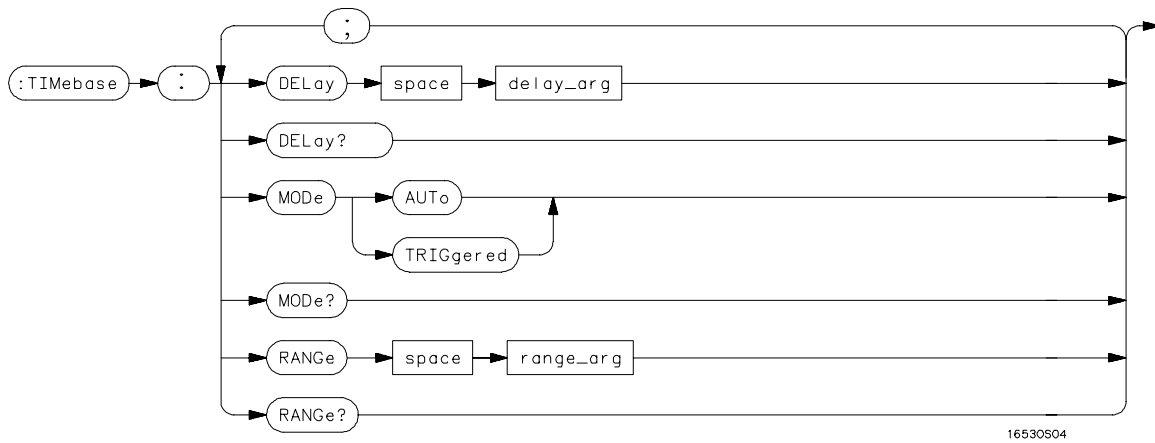 ;
:TIMebase : DELay space delay_arg
DELay?
MODe AUTo
TRIGgered
MODe?
RANGe space range_arg
RANGe?
16530S04